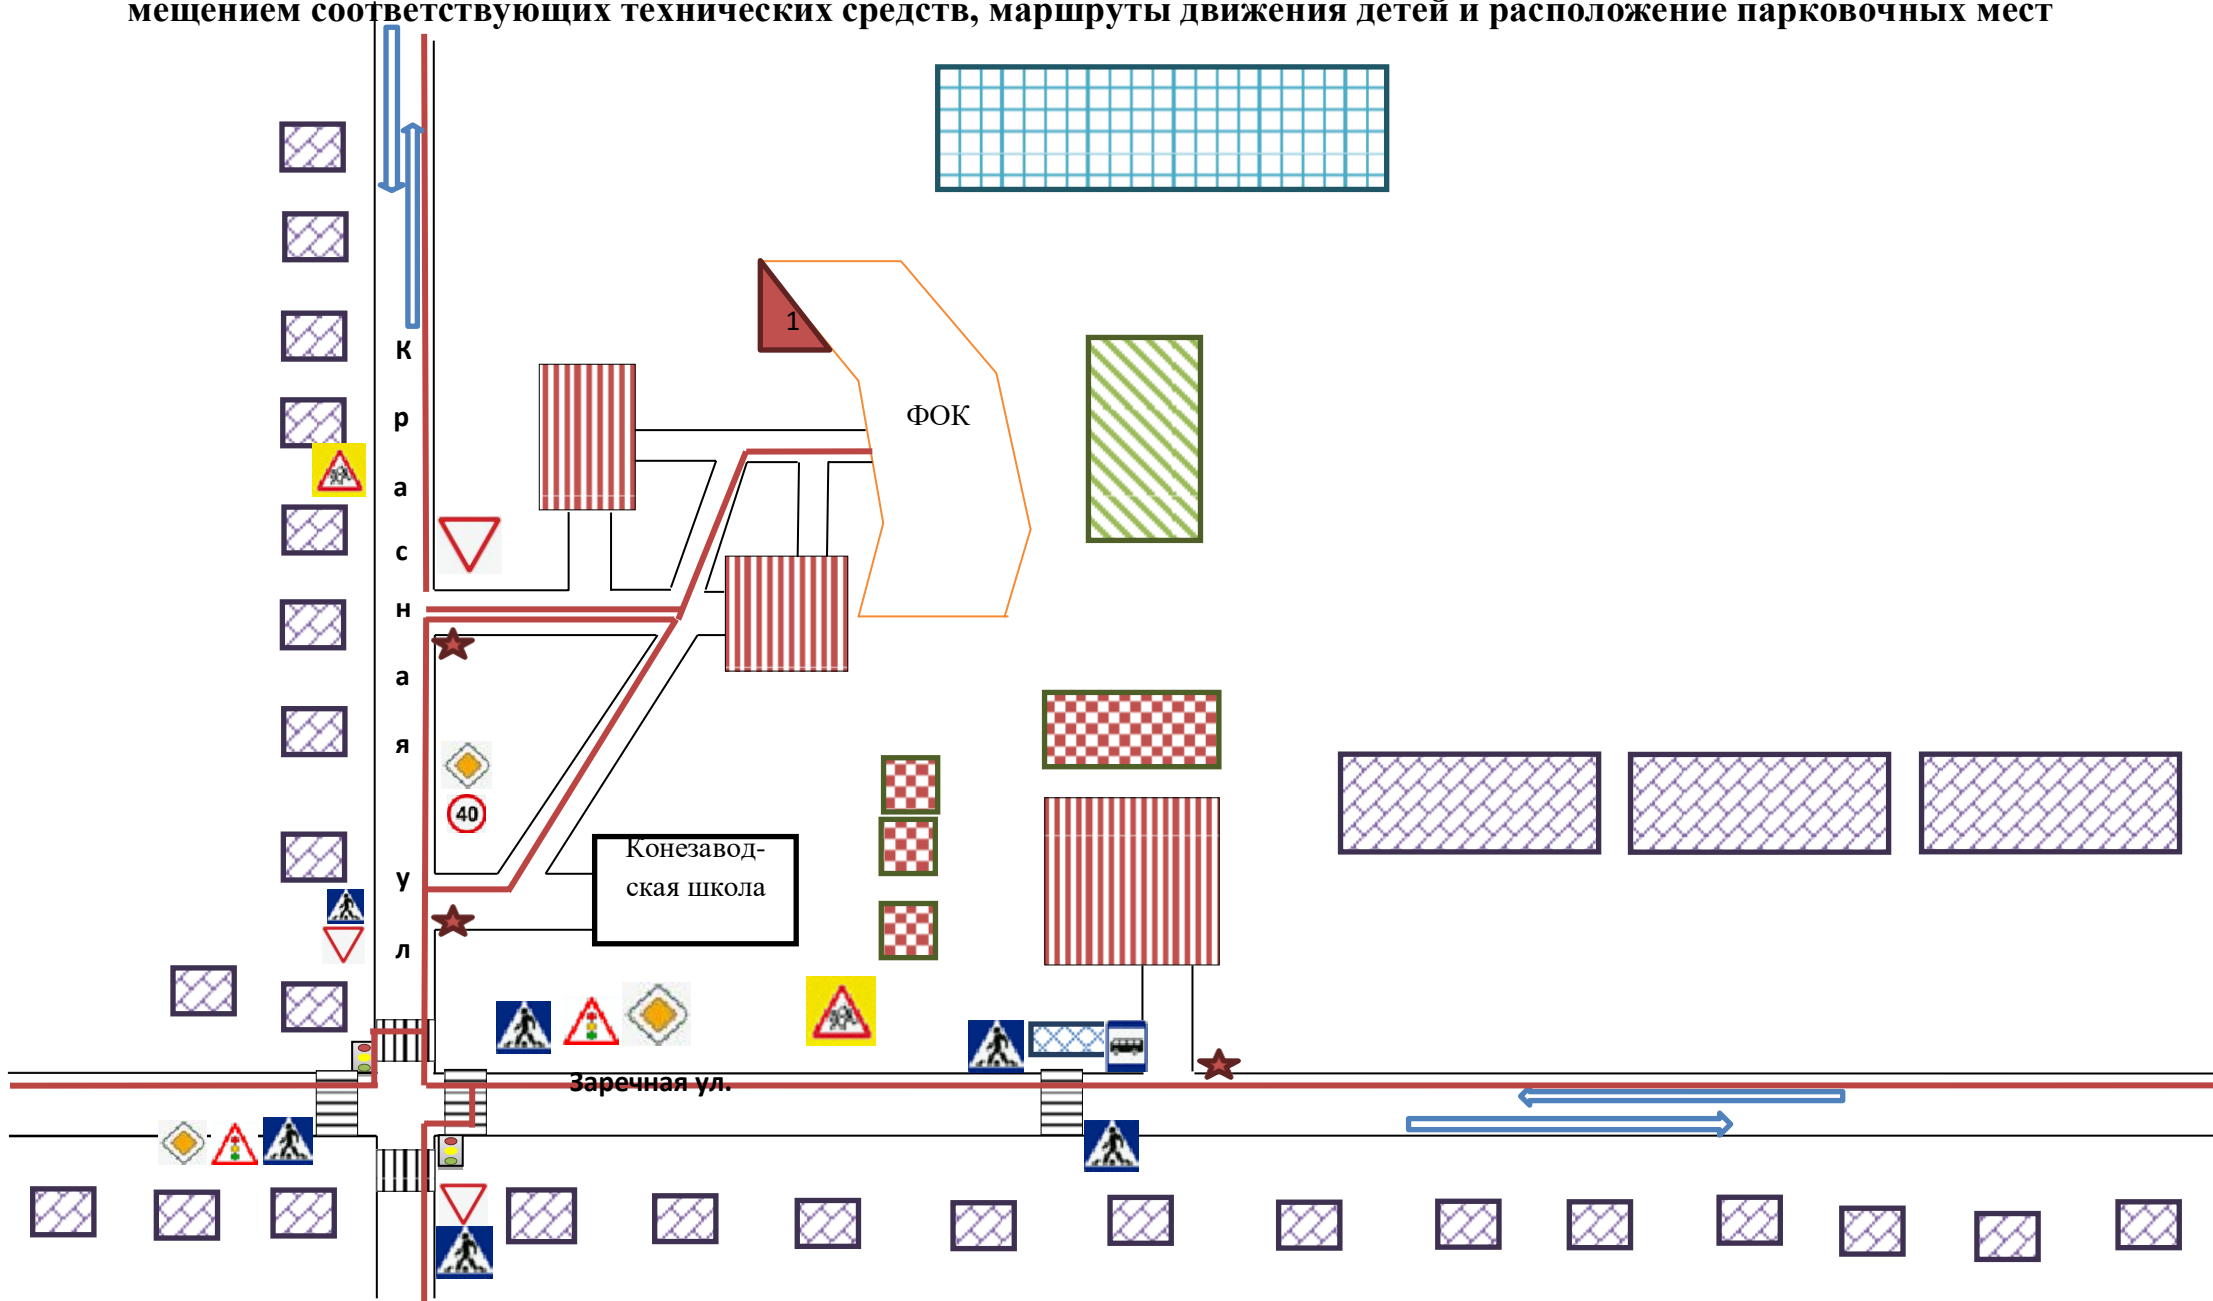 мещением соответствующих технических средств, маршруты движения детей и расположение парковочных мест
1
К
р
а
с
н
а
я
у
л
ФОК
40
Конезавод-
ская школа
Заречная ул.